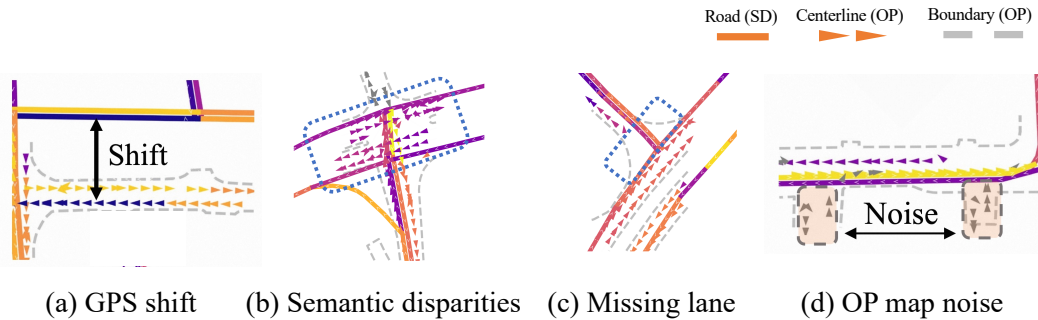 Road (SD) Centerline (OP) Boundary (OP)
Shift
Noise
(a) GPS shift (b) Semantic disparities (c) Missing lane (d) OP map noise